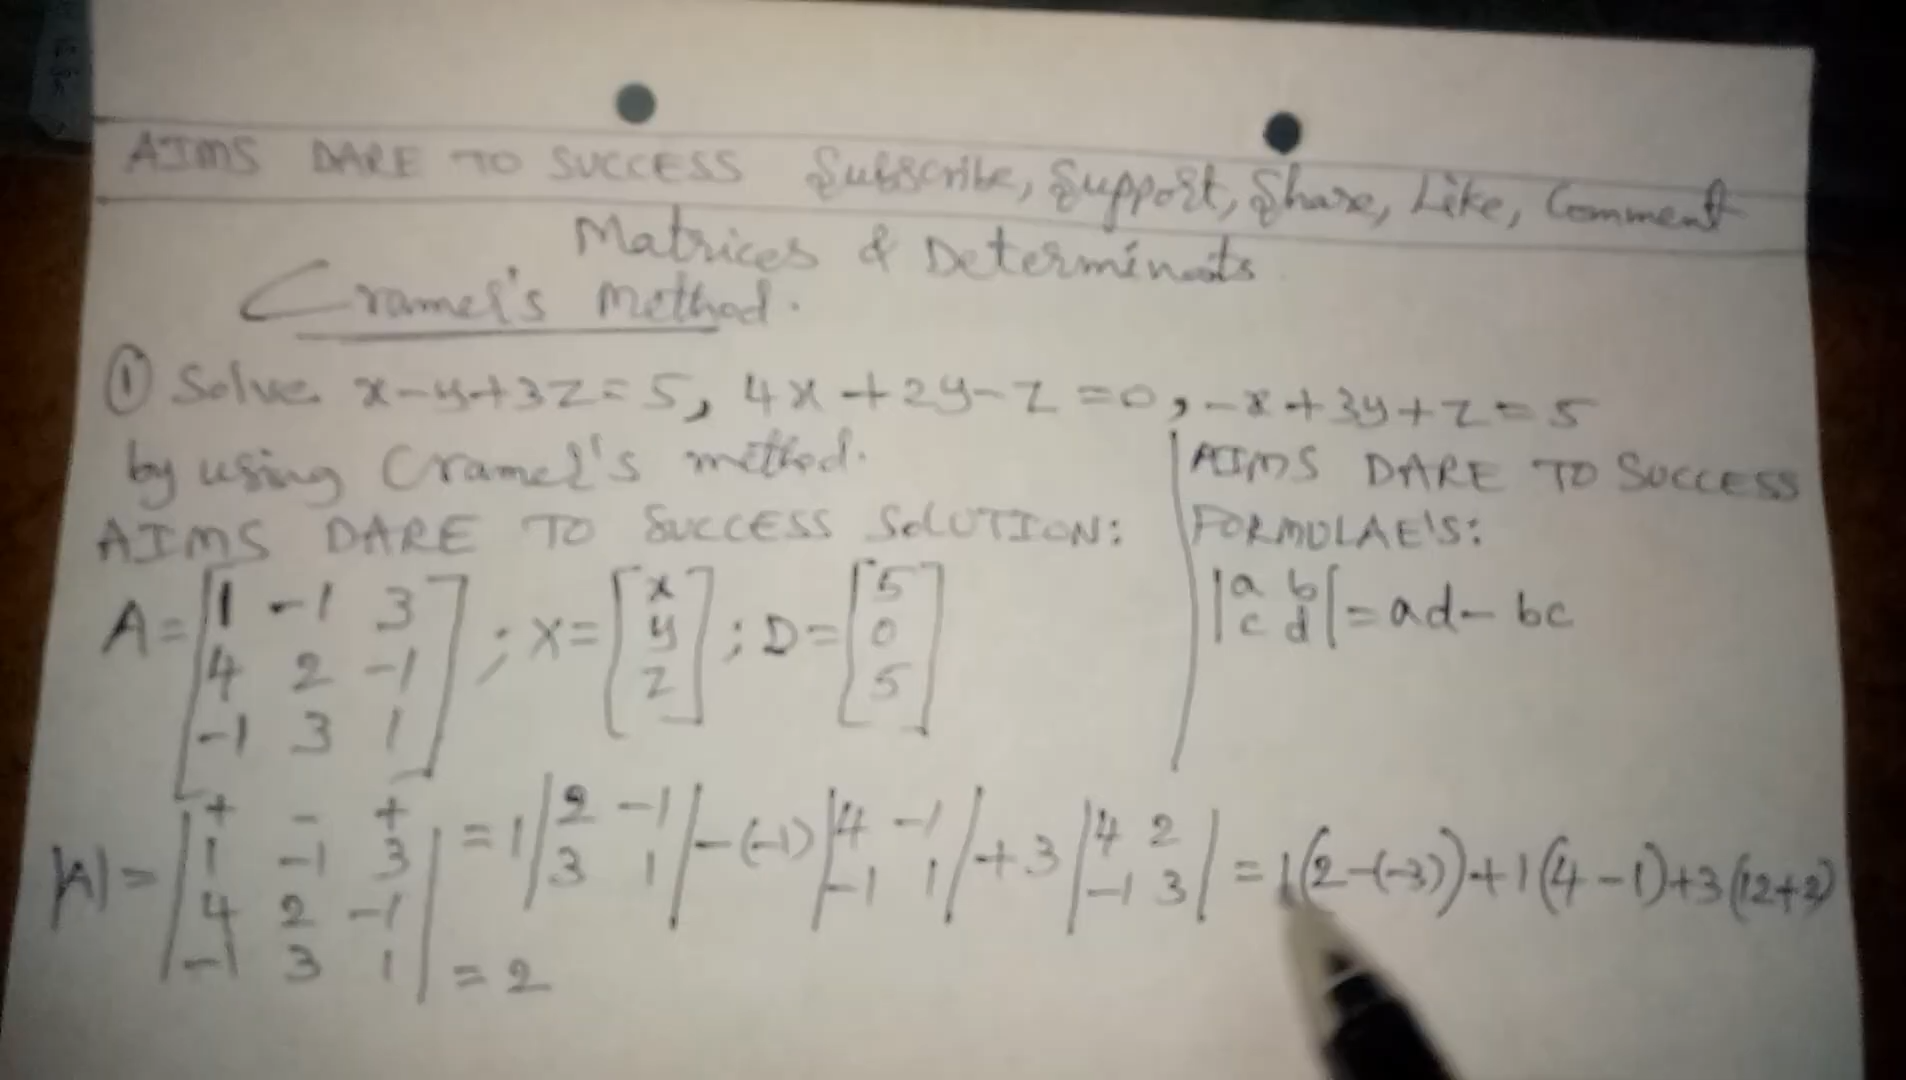 AIMS DARE TO SUCCESS Subscribe, Support, Share, Like, Comment
Matrices & Determinats
Cramer's Method.
① Solve x-y+3z=5, 4x+2y-z=0, -x+3y+z=5
by using Cramer's method.
AIMS DARE TO SUCCESS SOLUTION:
A=[1 -1 3
4 2 -1
-1 3 1]; X=[x
y
z]; D=[5
0
5]
AIMS DARE TO SUCCESS
FORMULAE'S:
|a b
c d|=ad-bc
+ - +
|A|=|1 -1 3
4 2 -1
-1 3 1|
=1|2 -1
3 1|-(-1)|4 -1
-1 1|+3|4 2
-1 3|=1(2-(-3))+1(4-1)+3(12+2)
=2